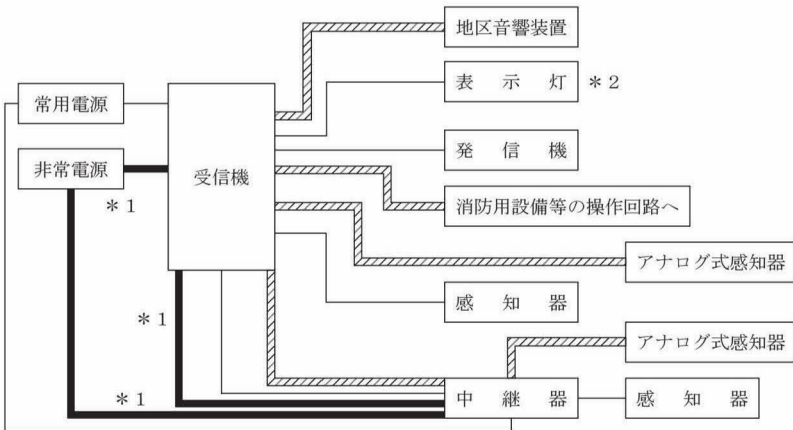 地区音響装置
表示灯 *2
常用電源
発信機
非常電源
受信機
*1
消防用設備等の操作回路へ
アナログ式感知器
感知器
*1
アナログ式感知器
*1
中継器
感知器